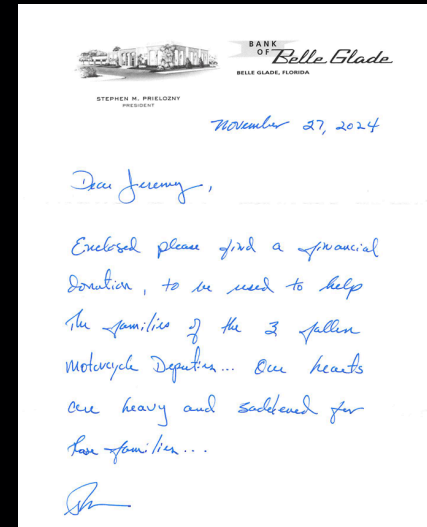 BANK
OF Belle Glade
BELLE GLADE, FLORIDA
STEPHEN M. PRIELOZNY
PRESIDENT
November 27, 2024
Dear Jeremy,
Enclosed please find a financial
donation, to be used to help
The families of the 3 fallen
Motorcycle Deputies... Our hearts
are heavy and saddened for
those families...